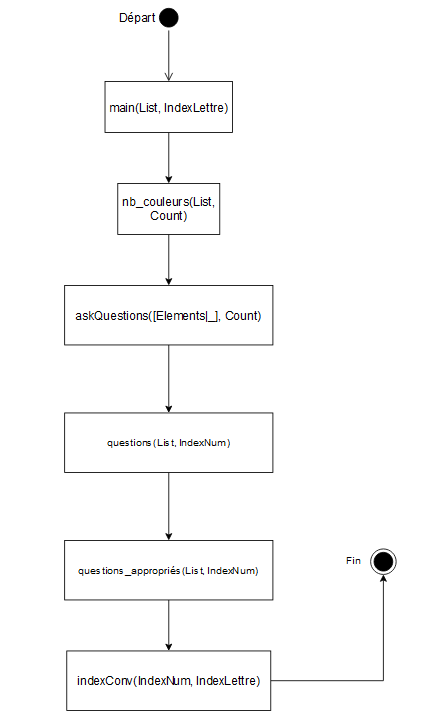 Départ
main(List, IndexLettre)
nb_couleurs(List,
Count)
askQuestions([Elements|_], Count)
questions(List, IndexNum)
questions_appropriés(List, IndexNum)
Fin
indexConv(IndexNum, IndexLettre)